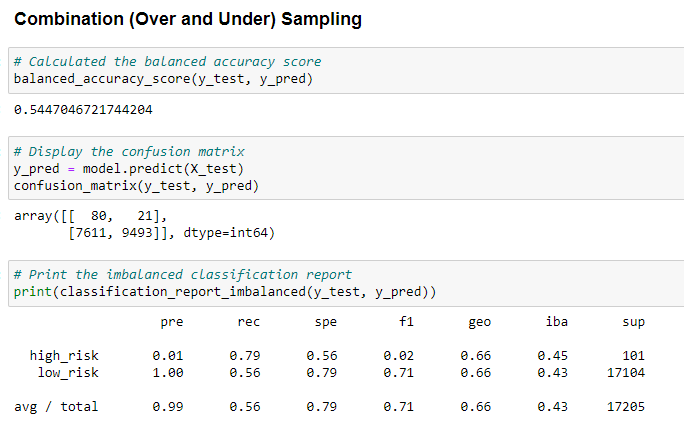 Combination (Over and Under) Sampling
# Calculated the balanced accuracy score
balanced_accuracy_score(y_test, y_pred)
0.5447046721744204
# Display the confusion matrix
y_pred = model.predict(X_test)
confusion_matrix(y_test, y_pred)
array([[  80,   21],
       [7611, 9493]], dtype=int64)
# Print the imbalanced classification report
print(classification_report_imbalanced(y_test, y_pred))
pre rec spe f1 geo iba sup
high_risk 0.01 0.79 0.56 0.02 0.66 0.45 101
low_risk 1.00 0.56 0.79 0.71 0.66 0.43 17104
avg / total 0.99 0.56 0.79 0.71 0.66 0.43 17205